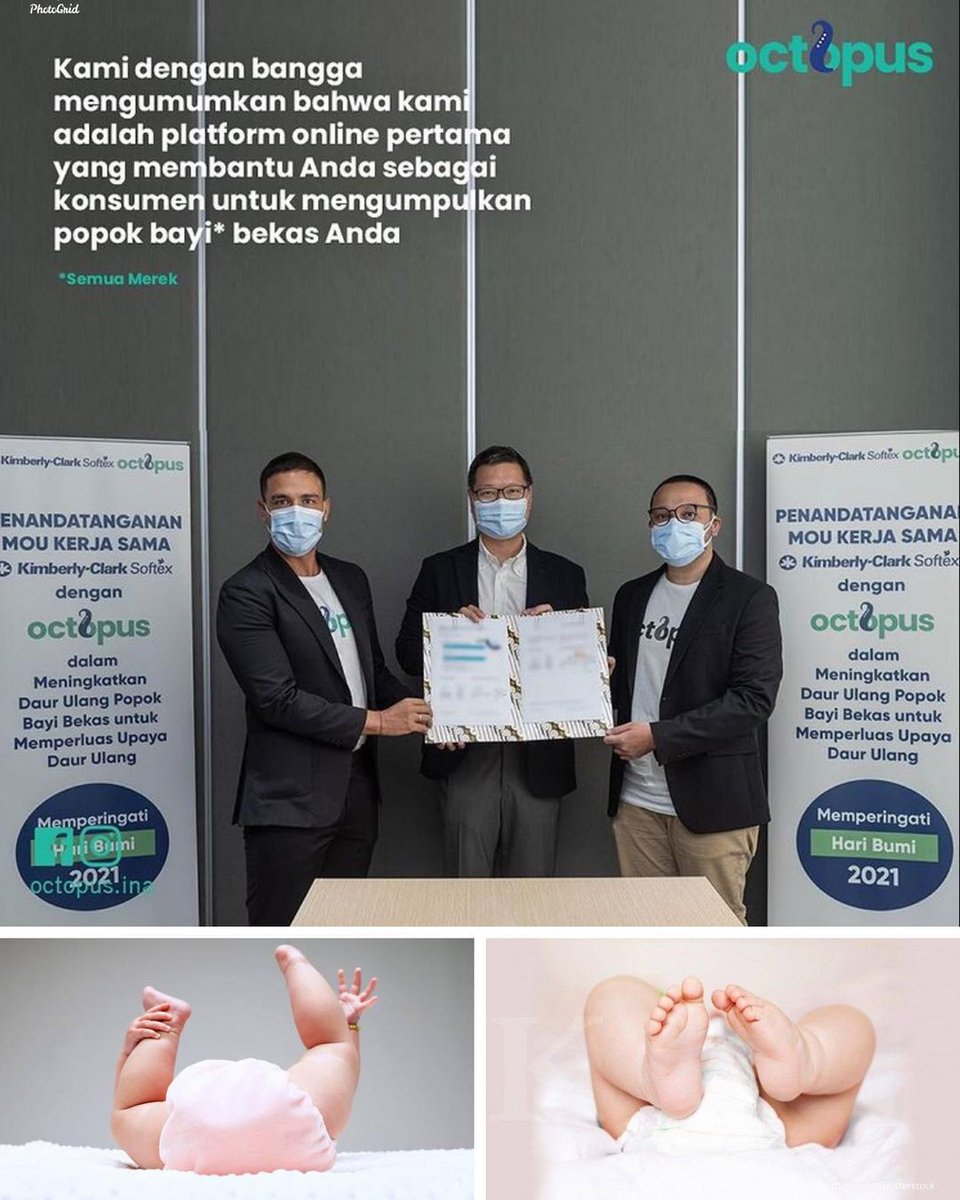 PhotoGrid
octopus
Kami dengan bangga
mengumumkan bahwa kami
adalah platform online pertama
yang membantu Anda sebagai
konsumen untuk mengumpulkan
popok bayi* bekas Anda
*Semua Merek
Kimberly-Clark Softex octopus
ENANDATANGANAN
MOU KERJA SAMA
Kimberly-Clark Softex
dengan
octopus
dalam
Meningkatkan
Daur Ulang Popok
Bayi Bekas untuk
Memperluas Upaya
Daur Ulang
Memperingati
Hari Bumi
2021
octopus.ina
Kimberly-Clark Softex octopu
PENANDATANGANA
MOU KERJA SAMA
Kimberly-Clark Softex
dengan
octopus
dalam
Meningkatkan
Daur Ulang Popok
Bayi Bekas untuk
Memperluas Upaya
Daur Ulang
Memperingati
Hari Bumi
2021